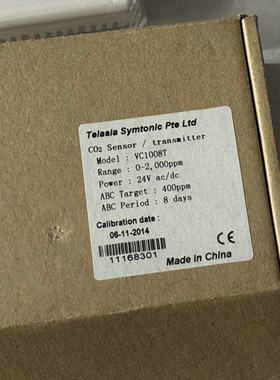 Telasia Symtonic Pte Ltd
CO2 Sensor / transmitter
Model : VC1008T
Range : 0-2,000ppm
Power : 24V ac/dc
ABC Target : 400ppm
ABC Period : 8 days
Calibration date :
06-11-2014
11168301
CE
Made in China